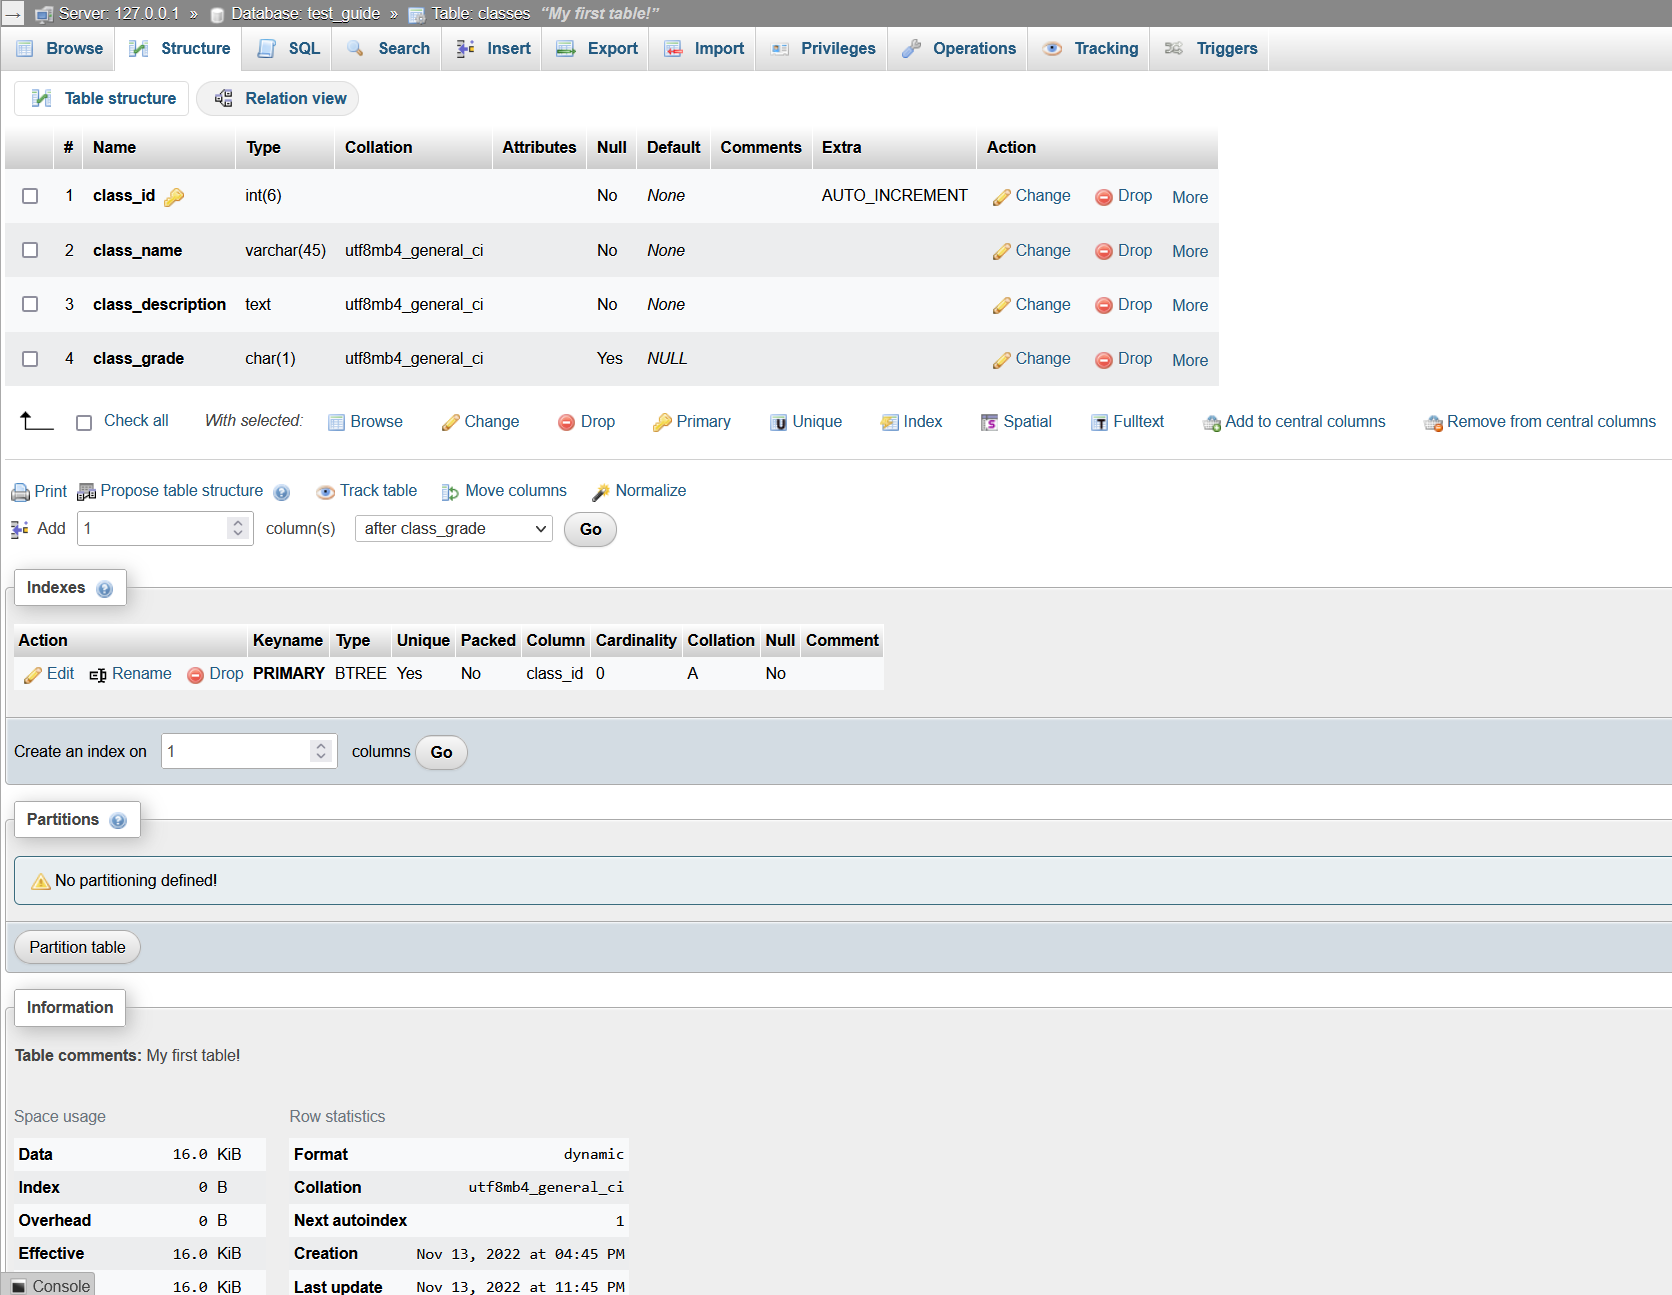 Server: 127.0.0.1 » Database: test_guide » Table: classes "My first table!"
Browse Structure SQL Search Insert Export Import Privileges Operations Tracking Triggers
Table structure Relation view
# Name Type Collation Attributes Null Default Comments Extra Action
1 class_id int(6) No None AUTO_INCREMENT Change Drop More
2 class_name varchar(45) utf8mb4_general_ci No None Change Drop More
3 class_description text utf8mb4_general_ci No None Change Drop More
4 class_grade char(1) utf8mb4_general_ci Yes NULL Change Drop More
Check all With selected: Browse Change Drop Primary Unique Index Spatial Fulltext Add to central columns Remove from central columns
Print Propose table structure Track table Move columns Normalize
Add 1 column(s) after class_grade Go
Indexes
Action Keyname Type Unique Packed Column Cardinality Collation Null Comment
Edit Rename Drop PRIMARY BTREE Yes No class_id 0 A No
Create an index on 1 columns Go
Partitions
No partitioning defined!
Partition table
Information
Table comments: My first table!
Space usage
Data 16.0 KiB
Index 0 B
Overhead 0 B
Effective 16.0 KiB
16.0 KiB
Row statistics
Format dynamic
Collation utf8mb4_general_ci
Next autoindex 1
Creation Nov 13, 2022 at 04:45 PM
Last update Nov 13, 2022 at 11:45 PM
Console